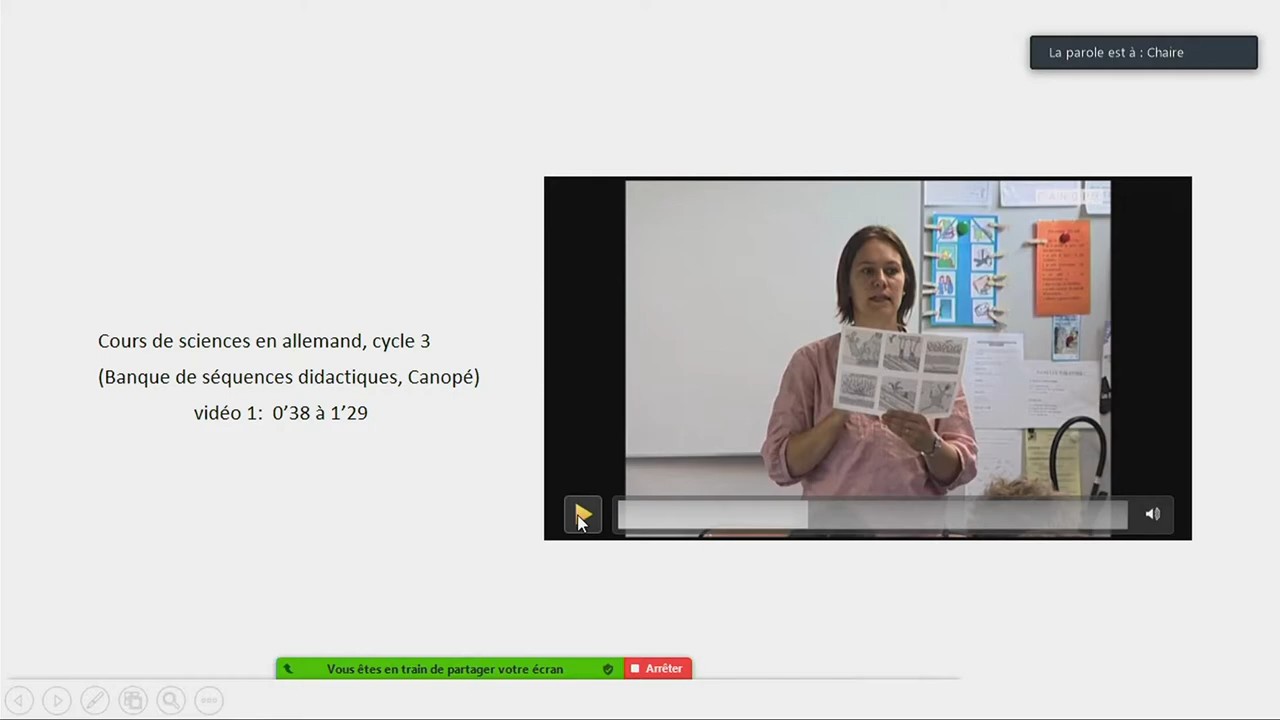 La parole est à : Chaire
Cours de sciences en allemand, cycle 3
(Banque de séquences didactiques, Canopé)
vidéo 1: 0’38 à 1’29
Vous êtes en train de partager votre écran
Arrêter